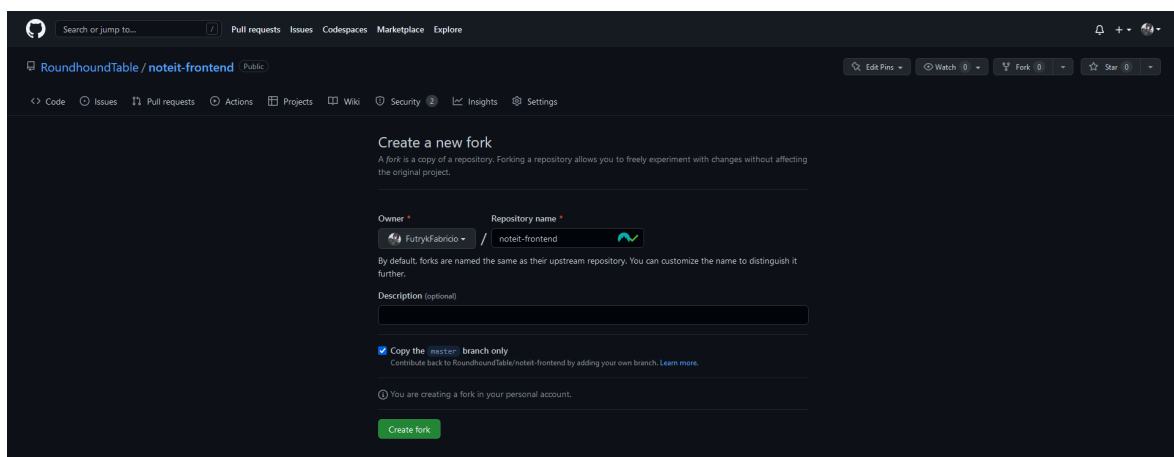 Search or jump to... / Pull requests Issues Codespaces Marketplace Explore
RoundhoundTable / noteit-frontend Public Edit Pins Watch 0 Fork 0 Star 0
Code Issues Pull requests Actions Projects Wiki Security 2 Insights Settings
Create a new fork
A fork is a copy of a repository. Forking a repository allows you to freely experiment with changes without affecting
the original project.
Owner * Repository name *
FutrykFabricio / noteit-frontend
By default, forks are named the same as their upstream repository. You can customize the name to distinguish it
further.
Description (optional)
Copy the master branch only
Contribute back to RoundhoundTable/noteit-frontend by adding your own branch. Learn more.
You are creating a fork in your personal account.
Create fork